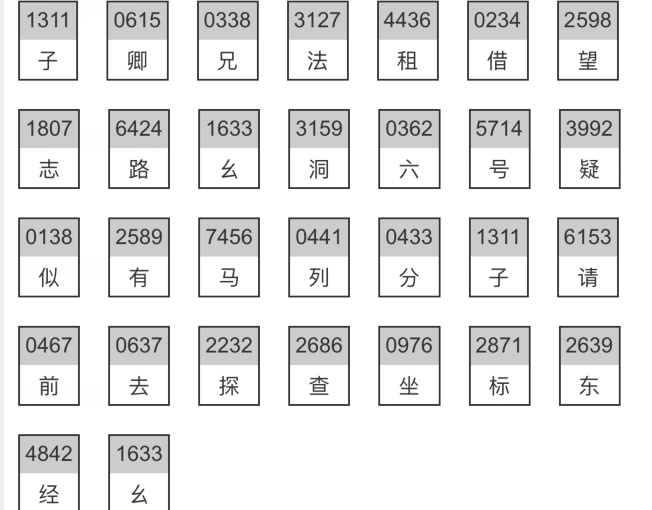 1311 0615 0338 3127 4436 0234 2598
子 卿 兄 法 租 借 望
1807 6424 1633 3159 0362 5714 3992
志 路 幺 洞 六 号 疑
0138 2589 7456 0441 0433 1311 6153
似 有 马 列 分 子 请
0467 0637 2232 2686 0976 2871 2639
前 去 探 查 坐 标 东
4842 1633
经 幺